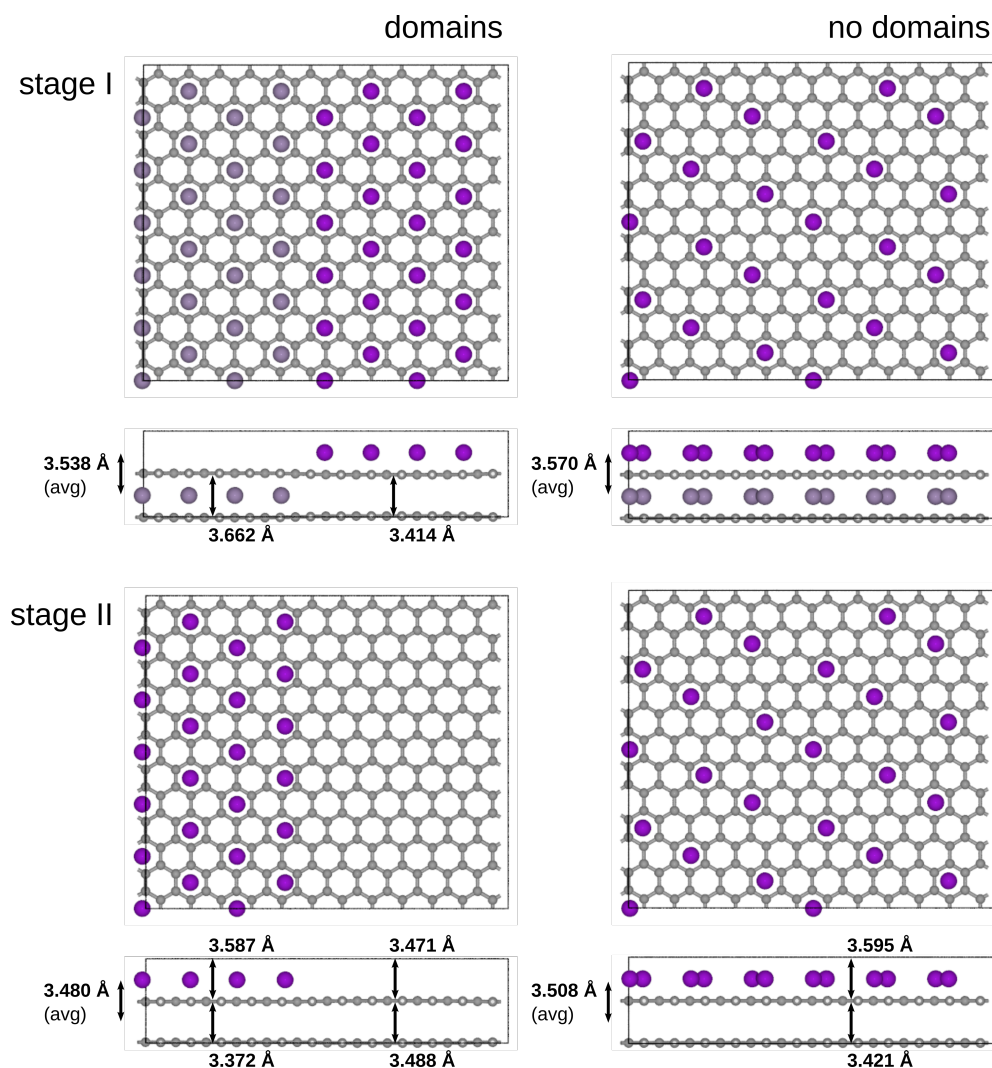 domains
no domains
stage I
3.538 Å
(avg)
3.662 Å
3.414 Å
3.570 Å
(avg)
stage II
3.587 Å
3.471 Å
3.480 Å
(avg)
3.372 Å
3.488 Å
3.595 Å
3.508 Å
(avg)
3.421 Å